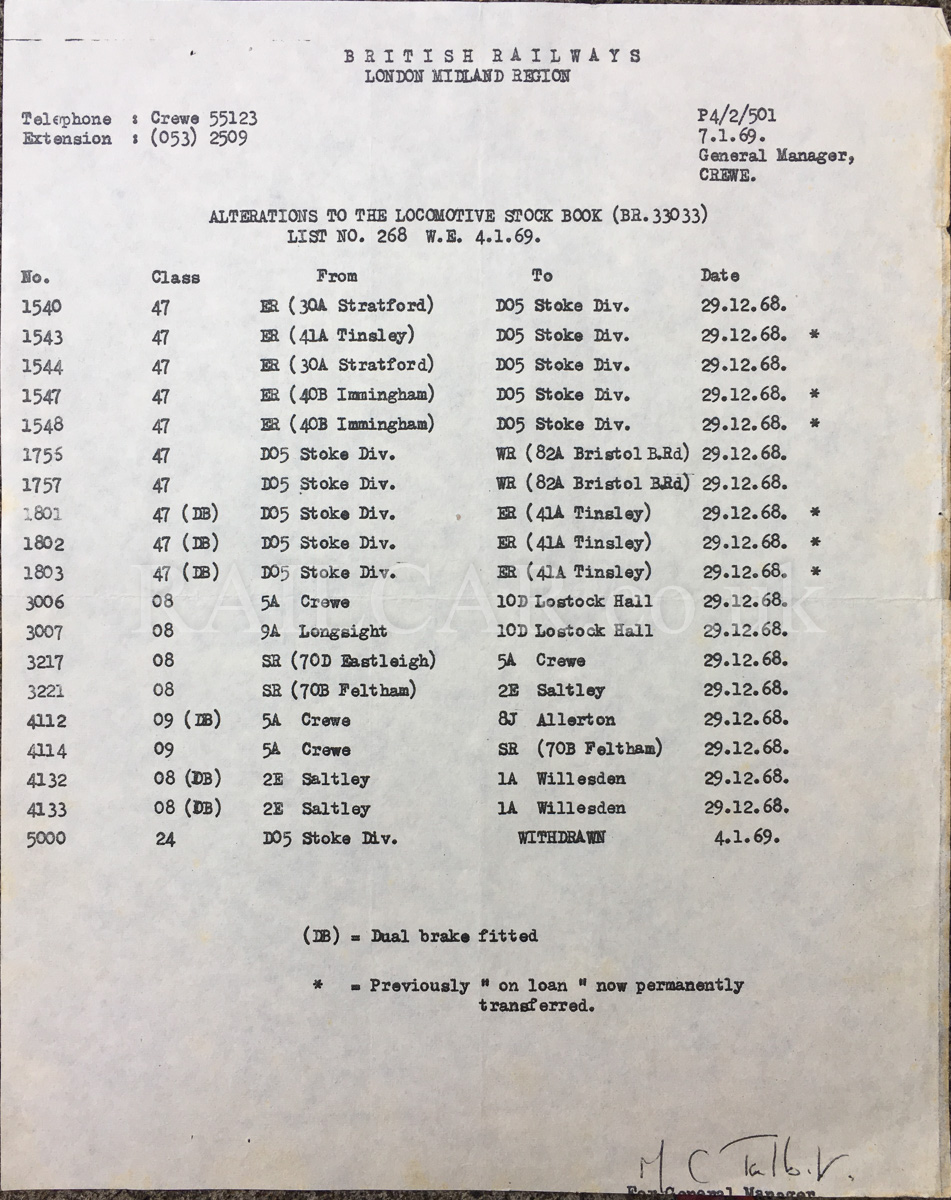 BRITISH RAILWAYS
LONDON MIDLAND REGION
Telephone : Crewe 55123
Extension : (053) 2509
P4/2/501
7.1.69.
General Manager,
CREWE.
ALTERATIONS TO THE LOCOMOTIVE STOCK BOOK (BR.33033)
LIST NO. 268 W.E. 4.1.69.
No. Class From To Date
1540 47 ER (30A Stratford) D05 Stoke Div. 29.12.68.
1543 47 ER (41A Tinsley) D05 Stoke Div. 29.12.68. *
1544 47 ER (30A Stratford) D05 Stoke Div. 29.12.68.
1547 47 ER (40B Immingham) D05 Stoke Div. 29.12.68. *
1548 47 ER (40B Immingham) D05 Stoke Div. 29.12.68. *
1756 47 D05 Stoke Div. WR (82A Bristol B.Rd) 29.12.68.
1757 47 D05 Stoke Div. WR (82A Bristol B.Rd) 29.12.68.
1801 47 (DB) D05 Stoke Div. ER (41A Tinsley) 29.12.68. *
1802 47 (DB) D05 Stoke Div. ER (41A Tinsley) 29.12.68. *
1803 47 (DB) D05 Stoke Div. ER (41A Tinsley) 29.12.68. *
3006 08 5A Crewe 10D Lostock Hall 29.12.68.
3007 08 9A Longsight 10D Lostock Hall 29.12.68.
3217 08 SR (70D Eastleigh) 5A Crewe 29.12.68.
3221 08 SR (70B Feltham) 2E Saltley 29.12.68.
4112 09 (DB) 5A Crewe 8J Allerton 29.12.68.
4114 09 5A Crewe SR (70B Feltham) 29.12.68.
4132 08 (DB) 2E Saltley 1A Willesden 29.12.68.
4133 08 (DB) 2E Saltley 1A Willesden 29.12.68.
5000 24 D05 Stoke Div. WITHDRAWN 4.1.69.
(DB) = Dual brake fitted
* = Previously " on loan " now permanently
transferred.
M C Talbot.
For General Manager